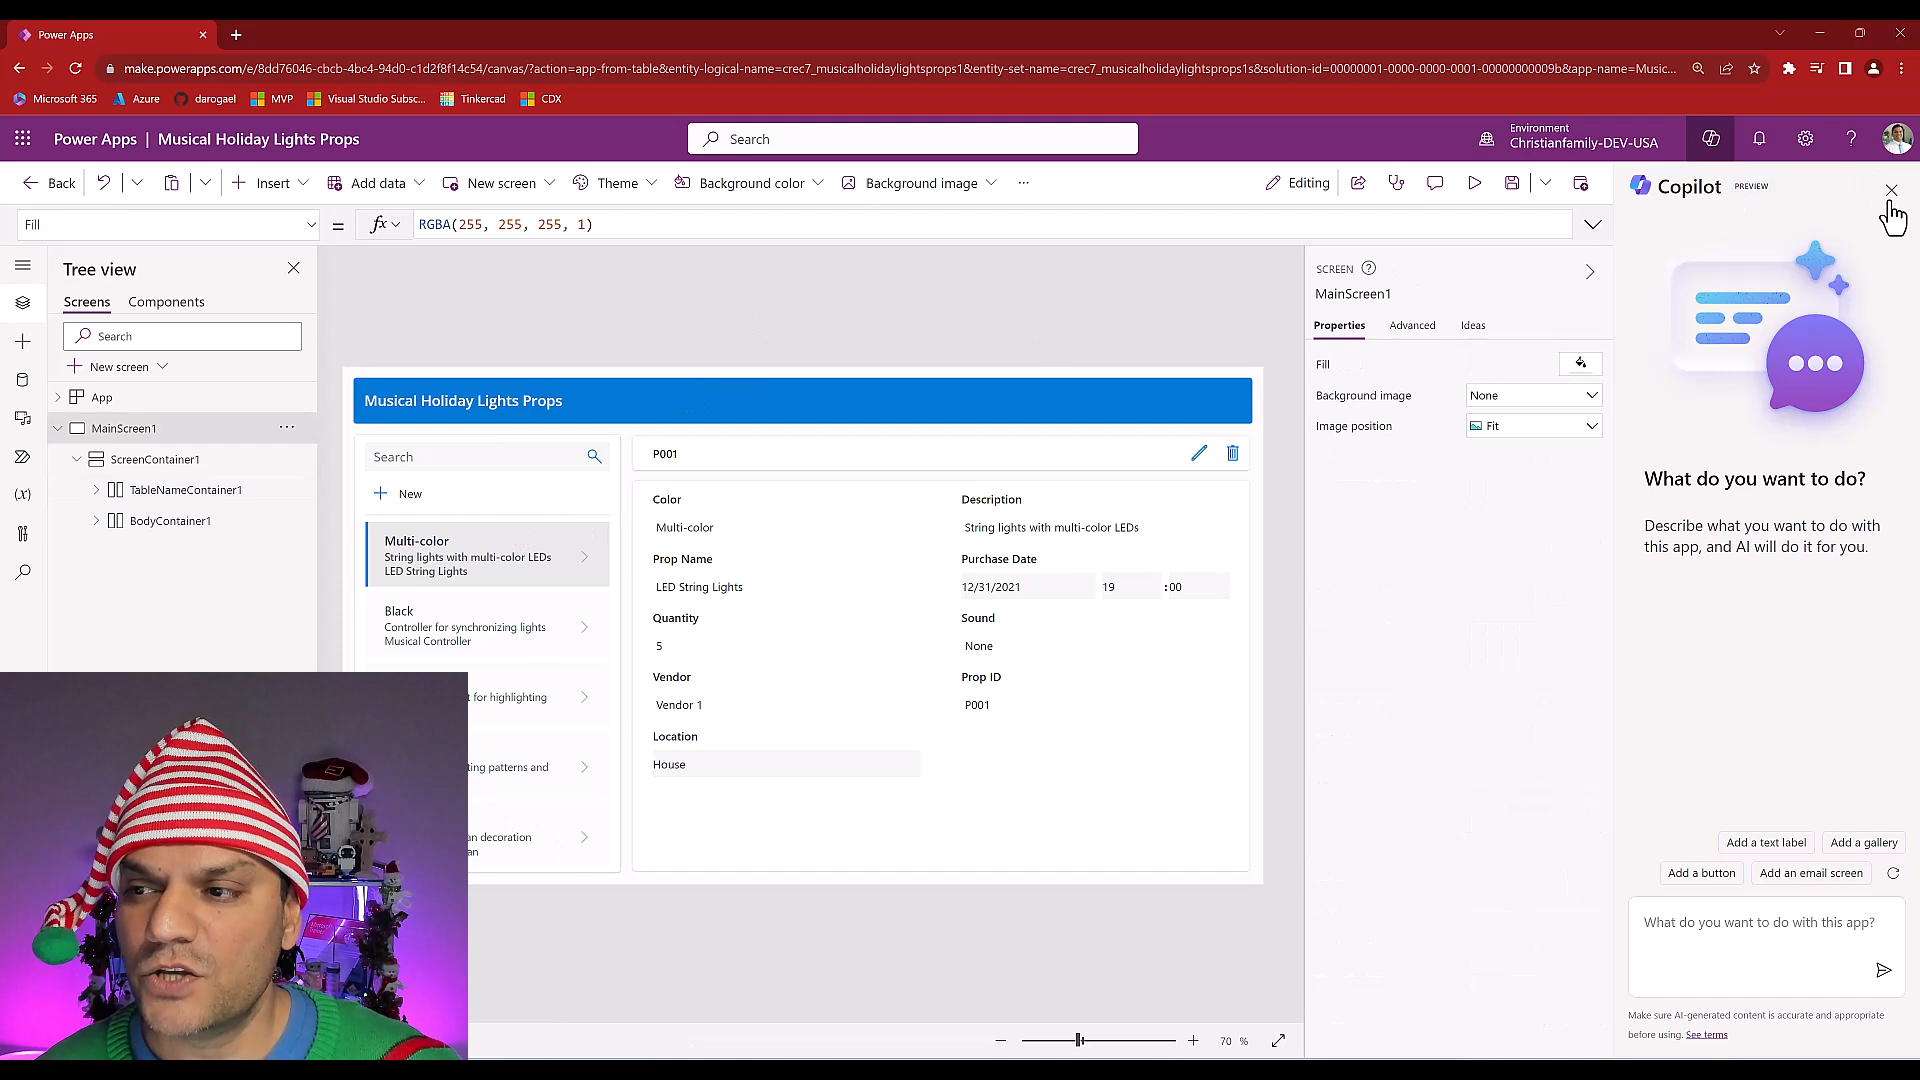 Power Apps
make.powerapps.com/e/8dd76046-cbcb-4bc4-94d0-c1d2f8f14c54/canvas/?action=app-from-table&entity-logical-name=crec7_musicalholidaylightsprops1&entity-set-name=crec7_musicalholidaylightsprops1s&solution-id=00000001-0000-0000-0001-00000000009b&app-name=Music...
Microsoft 365
Azure
darogael
MVP
Visual Studio Subsc...
Tinkercad
CDX
Power Apps | Musical Holiday Lights Props
Search
Environment
Christianfamily-DEV-USA
Back
Insert
Add data
New screen
Theme
Background color
Background image
Editing
Copilot PREVIEW
Fill
= fx RGBA(255, 255, 255, 1)
Tree view
Screens
Components
Search
New screen
App
MainScreen1
ScreenContainer1
TableNameContainer1
BodyContainer1
Musical Holiday Lights Props
Search
New
Multi-color
String lights with multi-color LEDs
LED String Lights
Black
Controller for synchronizing lights
Musical Controller
t for highlighting
ting patterns and
an decoration
an
P001
Color
Multi-color
Description
String lights with multi-color LEDs
Prop Name
LED String Lights
Purchase Date
12/31/2021 19 :00
Quantity
5
Sound
None
Vendor
Vendor 1
Prop ID
P001
Location
House
70 %
SCREEN
MainScreen1
Properties
Advanced
Ideas
Fill
Background image
None
Image position
Fit
What do you want to do?
Describe what you want to do with
this app, and AI will do it for you.
Add a text label
Add a gallery
Add a button
Add an email screen
What do you want to do with this app?
Make sure AI-generated content is accurate and appropriate
before using. See terms